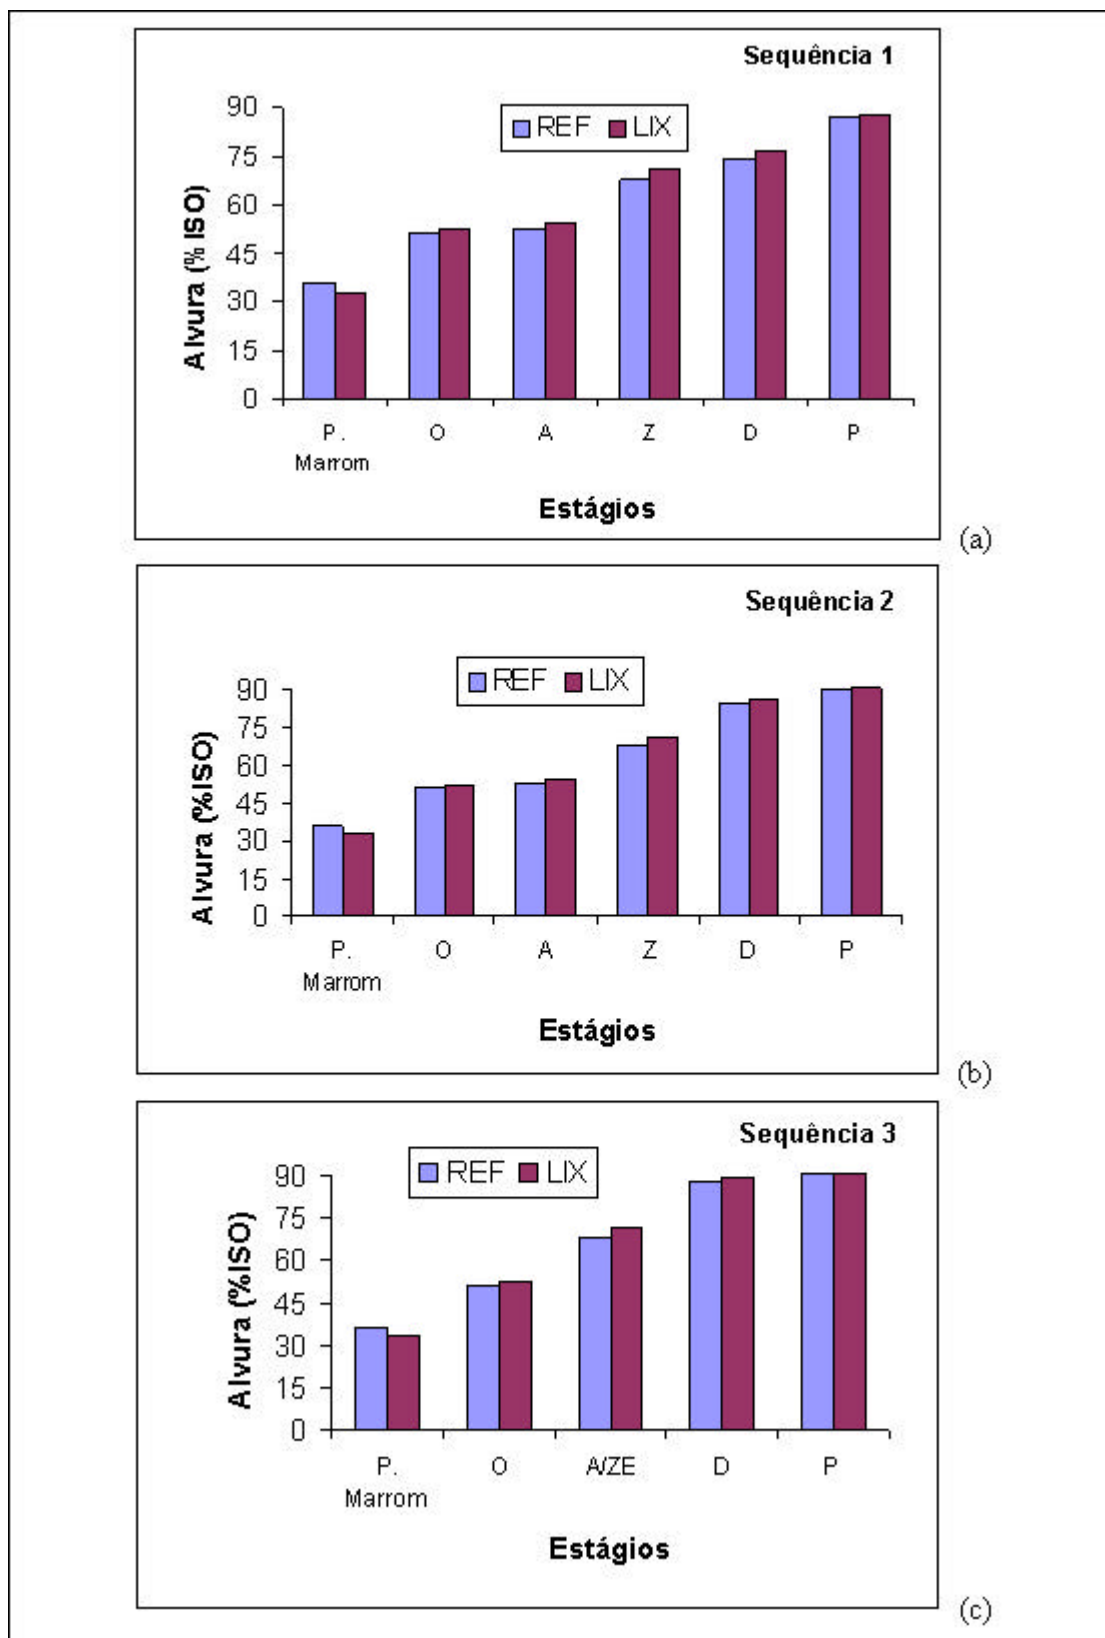 Sequência 1
REF LIX
Alvura (% ISO)
90
75
60
45
30
15
0
P. O A Z D P
Marrom
Estágios
(a)
Sequência 2
REF LIX
Alvura (%ISO)
90
75
60
45
30
15
0
P. O A Z D P
Marrom
Estágios
(b)
Sequência 3
REF LIX
Alvura (%ISO)
90
75
60
45
30
15
0
P. O A/ZE D P
Marrom
Estágios
(c)